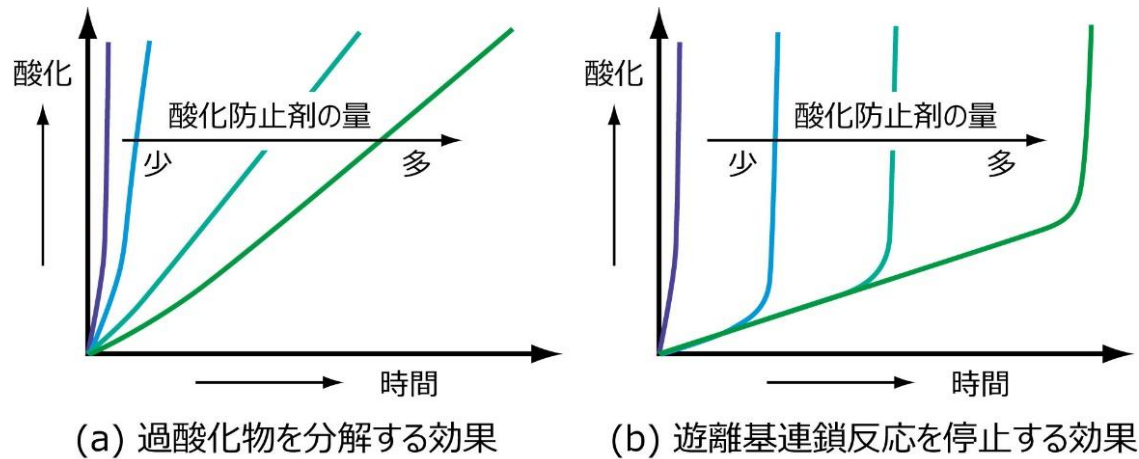 酸化
酸化防止剤の量
少
多
時間
(a) 過酸化物を分解する効果
酸化
酸化防止剤の量
少
多
時間
(b) 遊離基連鎖反応を停止する効果